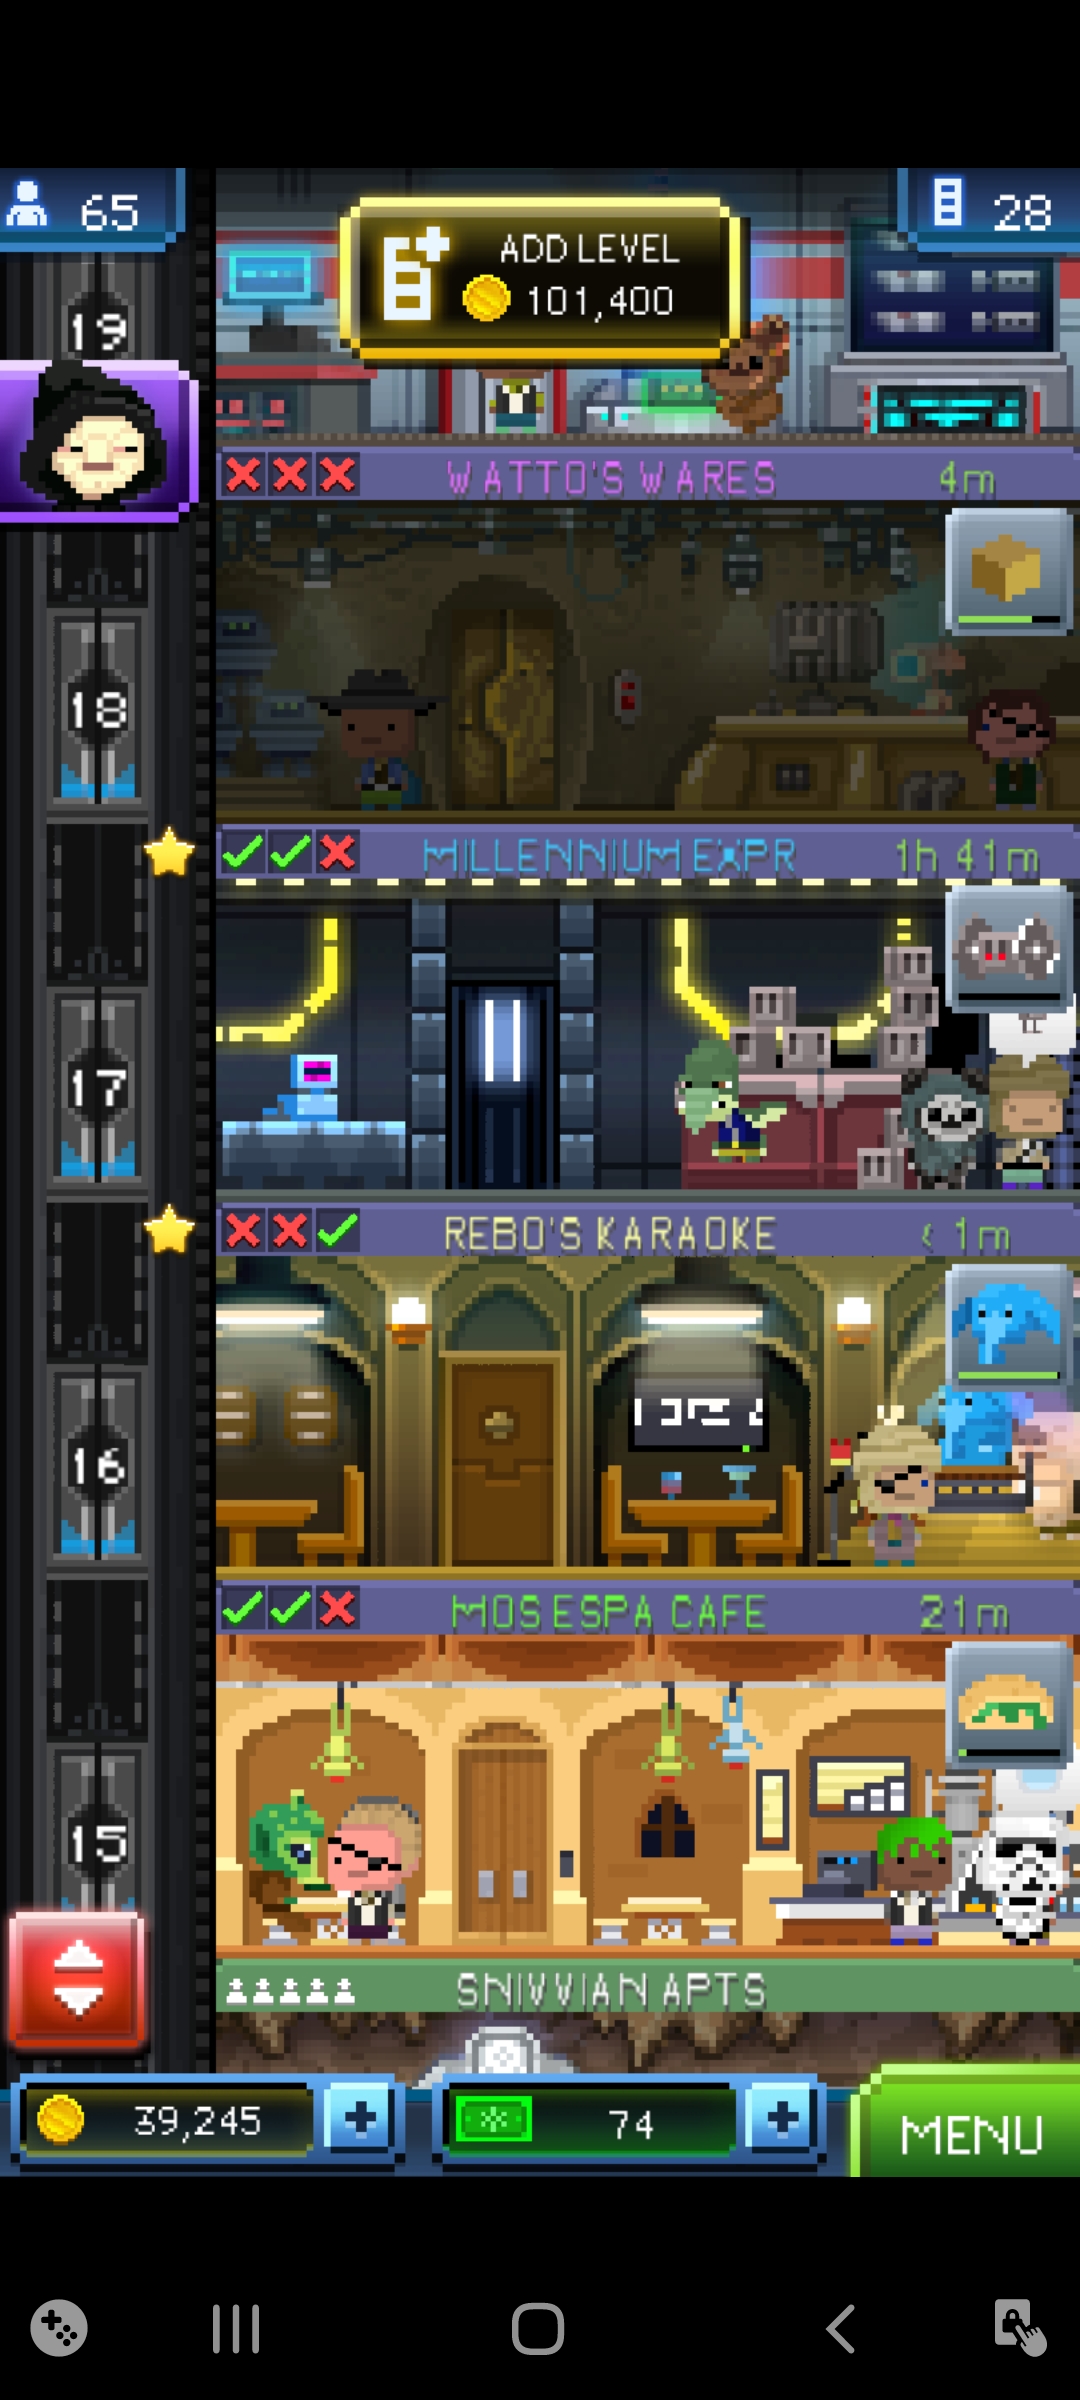 65
28
ADD LEVEL
101,400
19
WATTO'S WARES
4m
18
MILLENNIUM EXPR
1h 41m
17
REBO'S KARAOKE
< 1m
16
MOS ESPA CAFE
21m
15
SNIVVIAN APTS
39,245
74
MENU